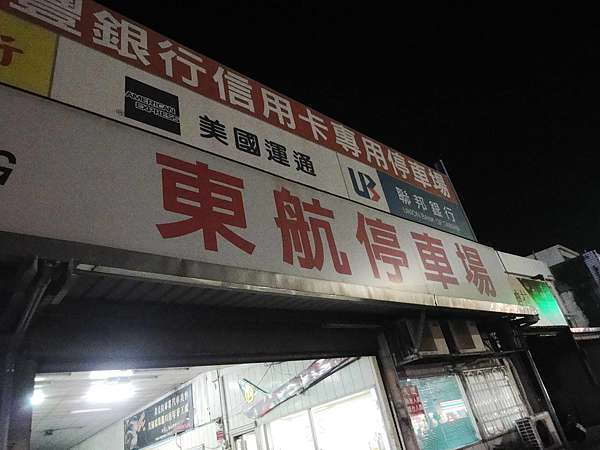 豐銀行信用卡專用停車場
AMERICAN EXPRESS
美國運通
聯邦銀行
UNION BANK OF TAIWAN
G
東航停車場